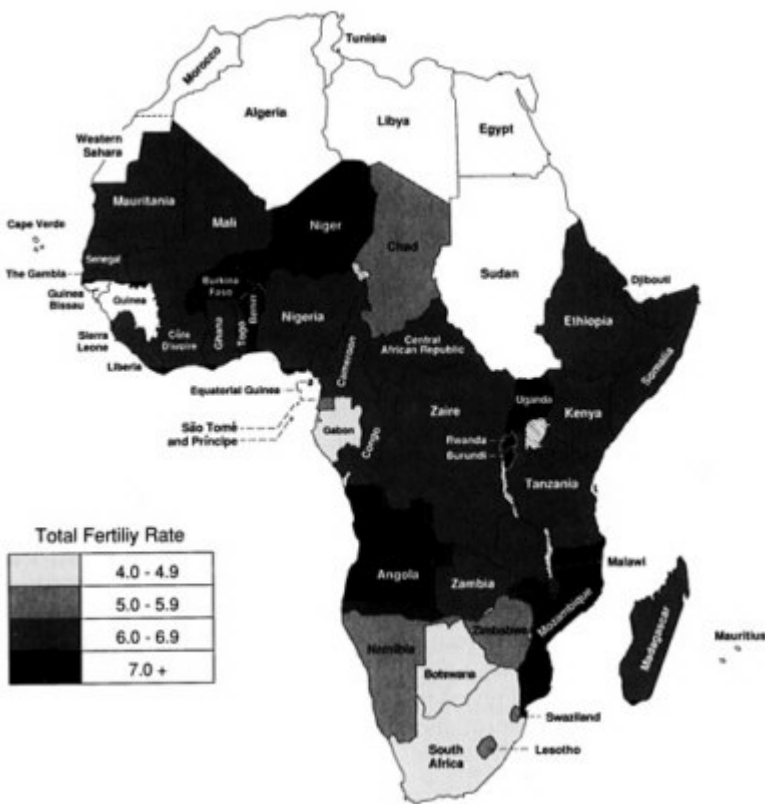 Tunisia
Morocco
Algeria
Libya
Egypt
Western
Sahara
Mauritania
Mali
Niger
Chad
Sudan
Cape Verde
Senegal
The Gambia
Guinea
Bissau
Guinea
Burkina
Faso
Benin
Nigeria
Djibouti
Ethiopia
Sierra
Leone
Côte
D'Ivoire
Ghana
Togo
Cameroon
Central
African Republic
Somalia
Liberia
Equatorial Guinea
São Tomé
and Príncipe
Gabon
Congo
Zaire
Uganda
Kenya
Rwanda
Burundi
Tanzania
Total Fertiliy Rate
4.0 - 4.9
5.0 - 5.9
6.0 - 6.9
7.0 +
Angola
Zambia
Malawi
Mozambique
Zimbabwe
Namibia
Botswana
Madagascar
Mauritius
Swaziland
South
Africa
Lesotho